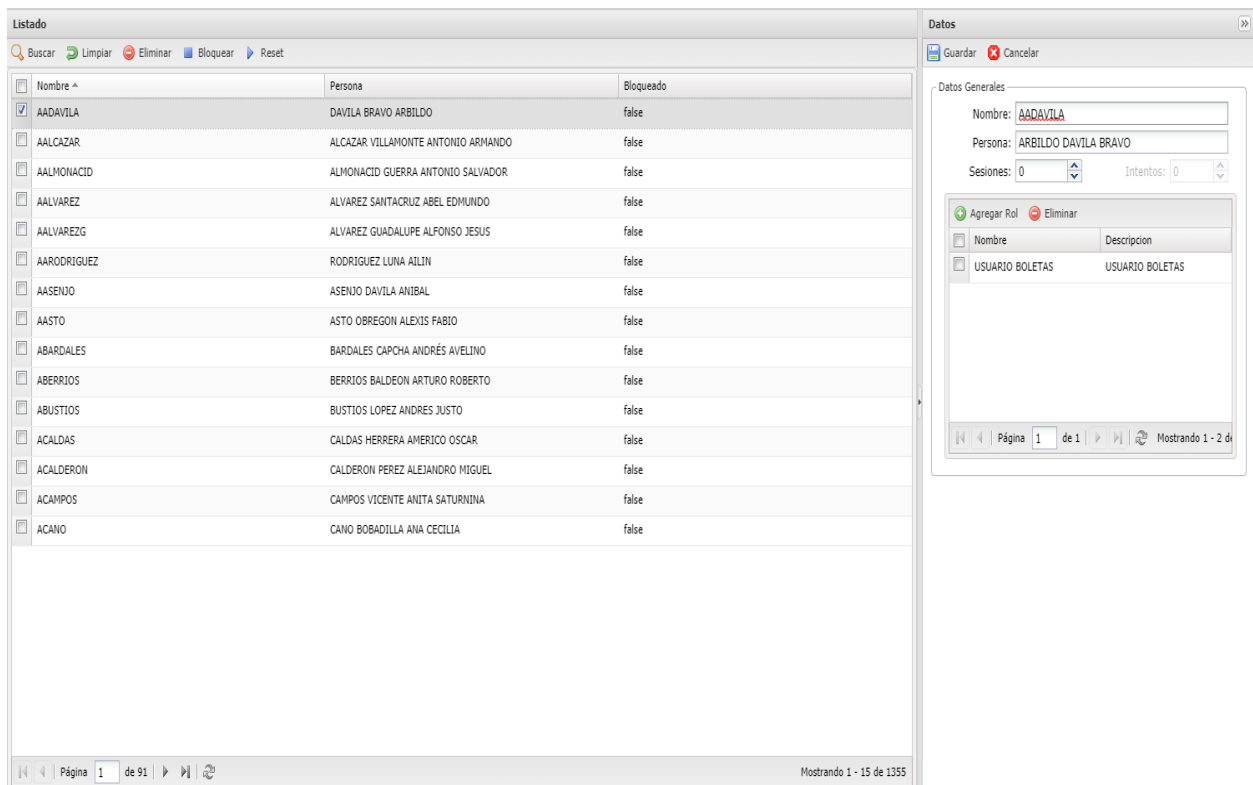 Listado
Buscar Limpiar Eliminar Bloquear Reset
Nombre Persona Bloqueado
AADAVILA DAVILA BRAVO ARBILDO false
AALCAZAR ALCAZAR VILLAMONTE ANTONIO ARMANDO false
AALMONACID ALMONACID GUERRA ANTONIO SALVADOR false
AALVAREZ ALVAREZ SANTACRUZ ABEL EDMUNDO false
AALVAREZG ALVAREZ GUADALUPE ALFONSO JESUS false
AARODRIGUEZ RODRIGUEZ LUNA AILIN false
AASENJO ASENJO DAVILA ANIBAL false
AASTO ASTO OBREGON ALEXIS FABIO false
ABARDALES BARDALES CAPCHA ANDRÉS AVELINO false
ABERRIOS BERRIOS BALDEON ARTURO ROBERTO false
ABUSTIOS BUSTIOS LOPEZ ANDRES JUSTO false
ACALDAS CALDAS HERRERA AMERICO OSCAR false
ACALDERON CALDERON PEREZ ALEJANDRO MIGUEL false
ACAMPOS CAMPOS VICENTE ANITA SATURNINA false
ACANO CANO BOBADILLA ANA CECILIA false
Página 1 de 91 Mostrando 1 - 15 de 1355
Datos
Guardar Cancelar
Datos Generales
Nombre: AADAVILA
Persona: ARBILDO DAVILA BRAVO
Sesiones: 0 Intentos: 0
Agregar Rol Eliminar
Nombre Descripcion
USUARIO BOLETAS USUARIO BOLETAS
Página 1 de 1 Mostrando 1 - 2 de